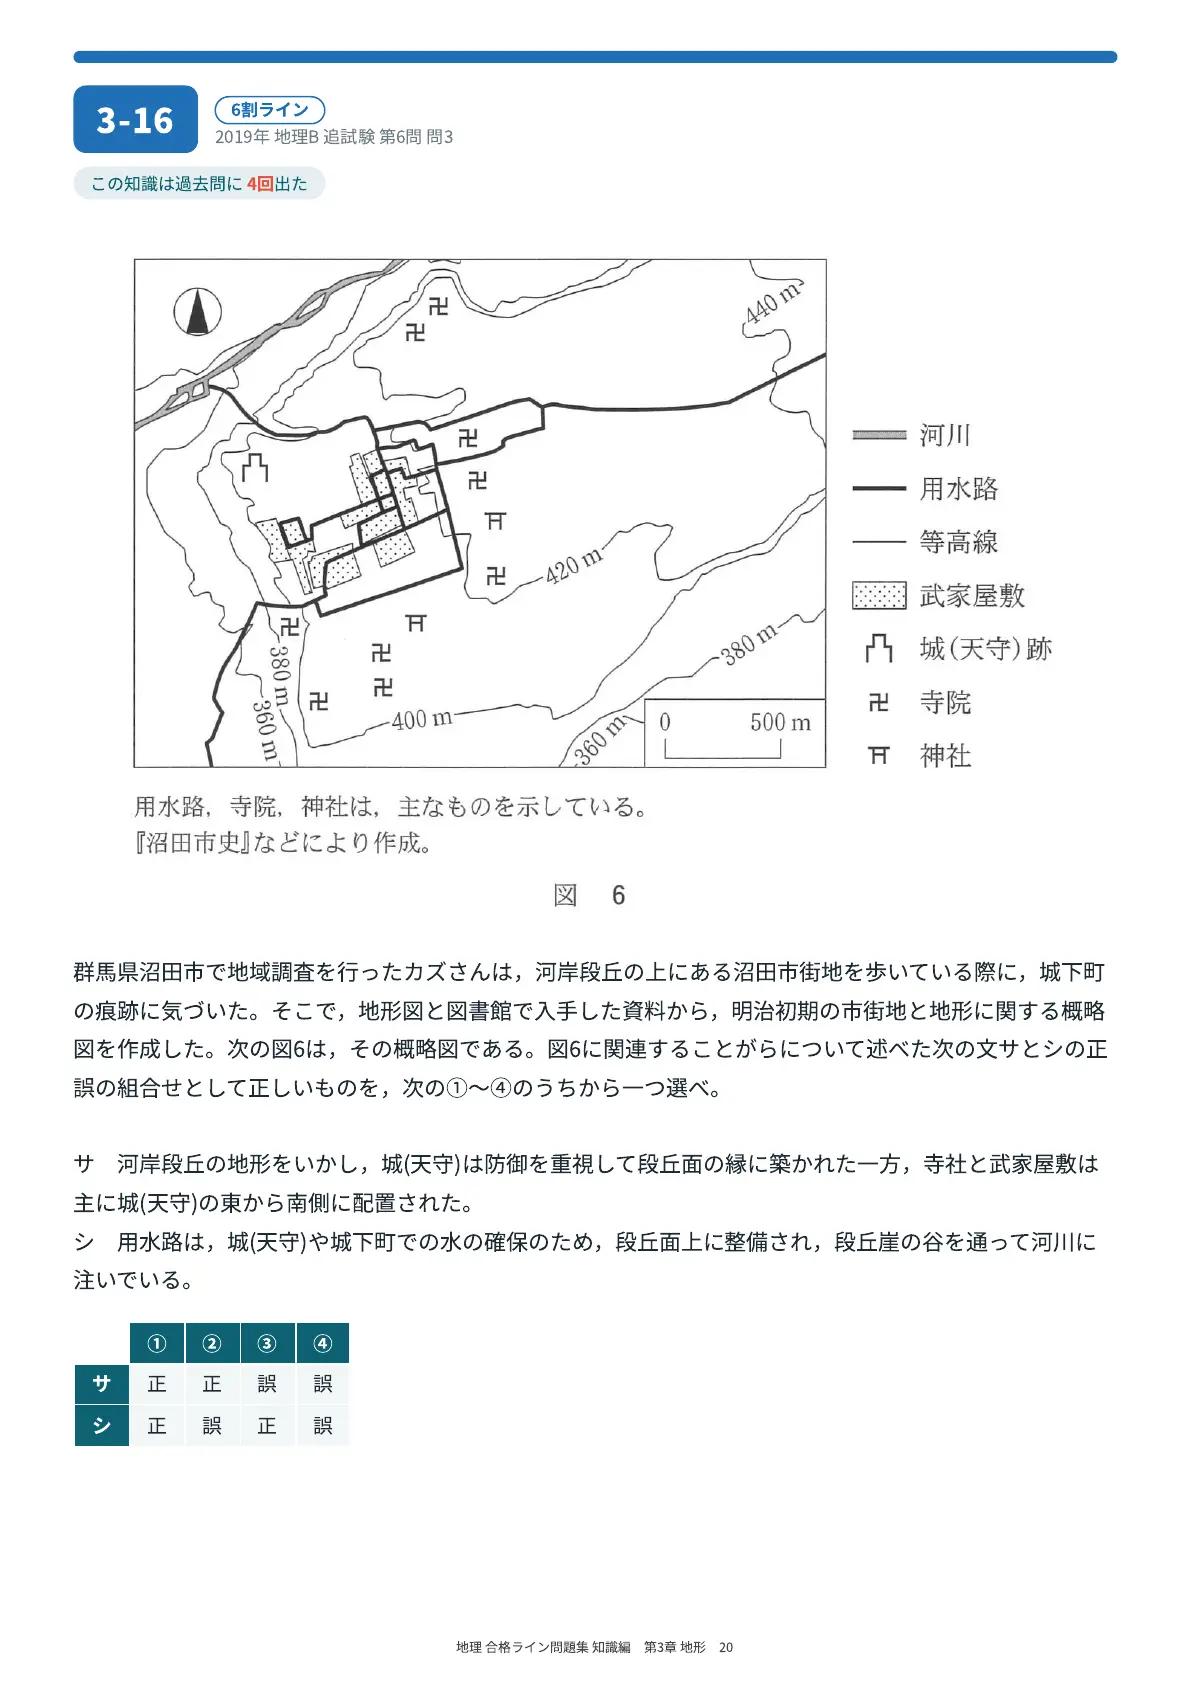 3-16
6割ライン
2019年 地理B 追試験 第6問 問3
この知識は過去問に 4回出た
440 m
420 m
380 m
380 m
360 m
400 m
360 m
0 500 m
河川
用水路
等高線
武家屋敷
城(天守)跡
寺院
神社
用水路，寺院，神社は，主なものを示している。
『沼田市史』などにより作成。
図 6
群馬県沼田市で地域調査を行ったカズさんは，河岸段丘の上にある沼田市街地を歩いている際に，城下町
の痕跡に気づいた。そこで，地形図と図書館で入手した資料から，明治初期の市街地と地形に関する概略
図を作成した。次の図6は，その概略図である。図6に関連することがらについて述べた次の文サとシの正
誤の組合せとして正しいものを，次の①～④のうちから一つ選べ。
サ 河岸段丘の地形をいかし，城(天守)は防御を重視して段丘面の縁に築かれた一方，寺社と武家屋敷は
主に城(天守)の東から南側に配置された。
シ 用水路は，城(天守)や城下町での水の確保のため，段丘面上に整備され，段丘崖の谷を通って河川に
注いでいる。
① ② ③ ④
サ 正 正 誤 誤
シ 正 誤 正 誤
地理 合格ライン問題集 知識編 第3章 地形 20